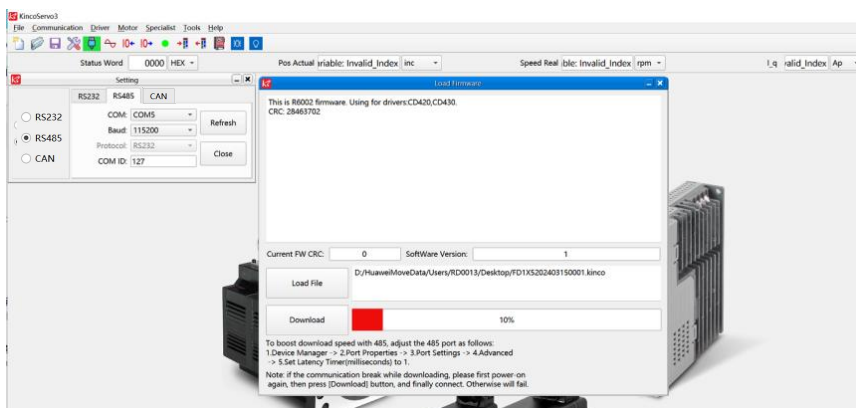 KincoServo3
File Communication Driver Motor Specialist Tools Help
Status Word 0000 HEX
Pos Actual ariable: Invalid_Index inc
Speed Real ible: Invalid_Index rpm
I_q valid_Index Ap
Setting
RS232 RS485 CAN
RS232
RS485
CAN
COM: COM5
Baud: 115200
Protocol: RS232
COM ID: 127
Refresh
Close
Load Firmware
This is R6002 firmware. Using for drivers:CD420,CD430.
CRC: 28463702
Current FW CRC: 0 SoftWare Version: 1
Load File
D:/HuaweiMoveData/Users/RD0013/Desktop/FD1X5202403150001.kinco
Download 10%
To boost download speed with 485, adjust the 485 port as follows:
1.Device Manager -> 2.Port Properties -> 3.Port Settings -> 4.Advanced
-> 5.Set Latency Timer(milliseconds) to 1.
Note: if the communication break while downloading, please first power-on
again, then press [Download] button, and finally connect. Otherwise will fail.